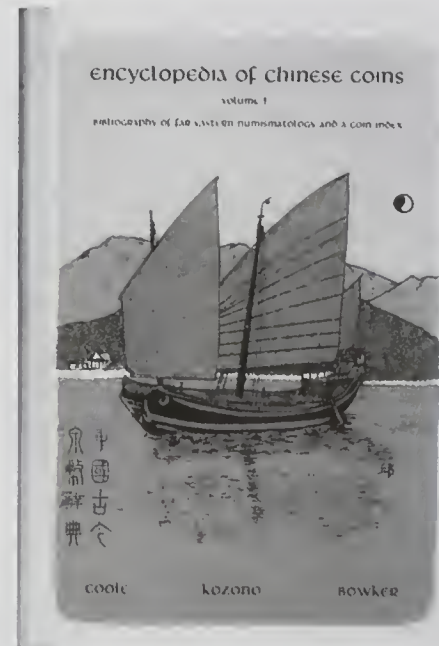 encyclopedia of chinese coins
volume 1
bibliography of far eastern numismatology and a coin index
中國古今
泉幣辭典
邱
coole kozono bowker